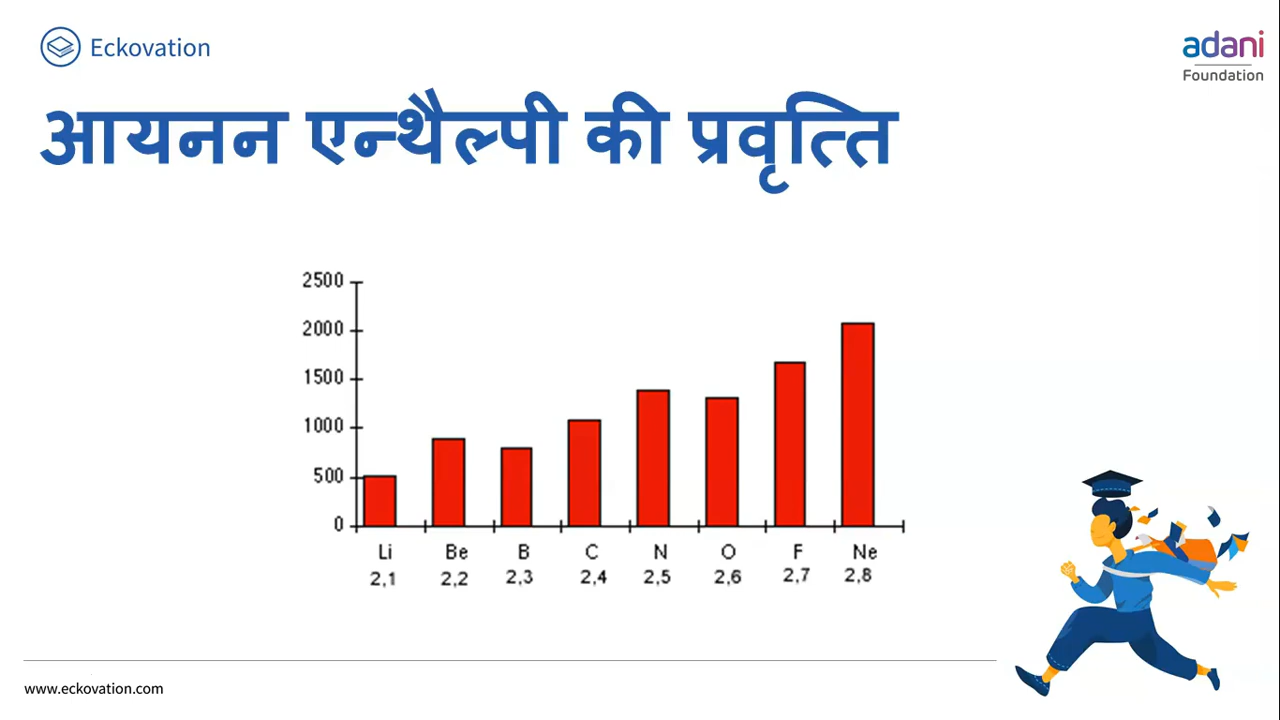 Eckovation
adani
Foundation
आयनन एन्थैल्पी की प्रवृत्ति
2500
2000
1500
1000
500
0
Li Be B C N O F Ne
2,1 2,2 2,3 2,4 2,5 2,6 2,7 2,8
www.eckovation.com